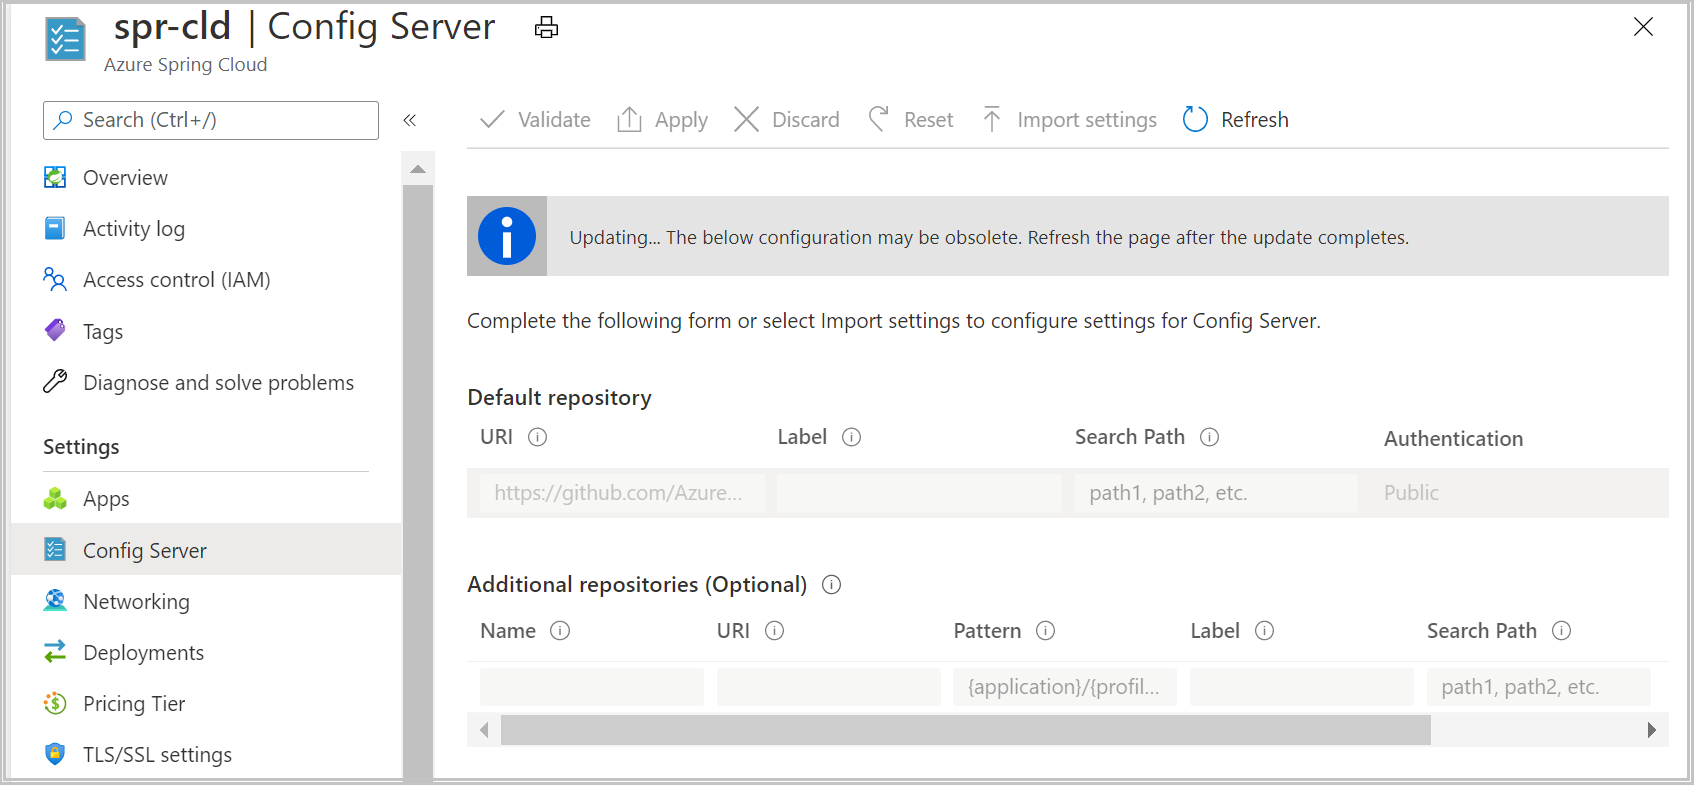 spr-cld | Config Server
Azure Spring Cloud
Search (Ctrl+/)
«
Validate
Apply
Discard
Reset
Import settings
Refresh
Overview
Activity log
Access control (IAM)
Tags
Diagnose and solve problems
Settings
Apps
Config Server
Networking
Deployments
Pricing Tier
TLS/SSL settings
Updating... The below configuration may be obsolete. Refresh the page after the update completes.
Complete the following form or select Import settings to configure settings for Config Server.
Default repository
URI Label Search Path Authentication
https://github.com/Azure... path1, path2, etc. Public
Additional repositories (Optional)
Name URI Pattern Label Search Path
{application}/{profil... path1, path2, etc.